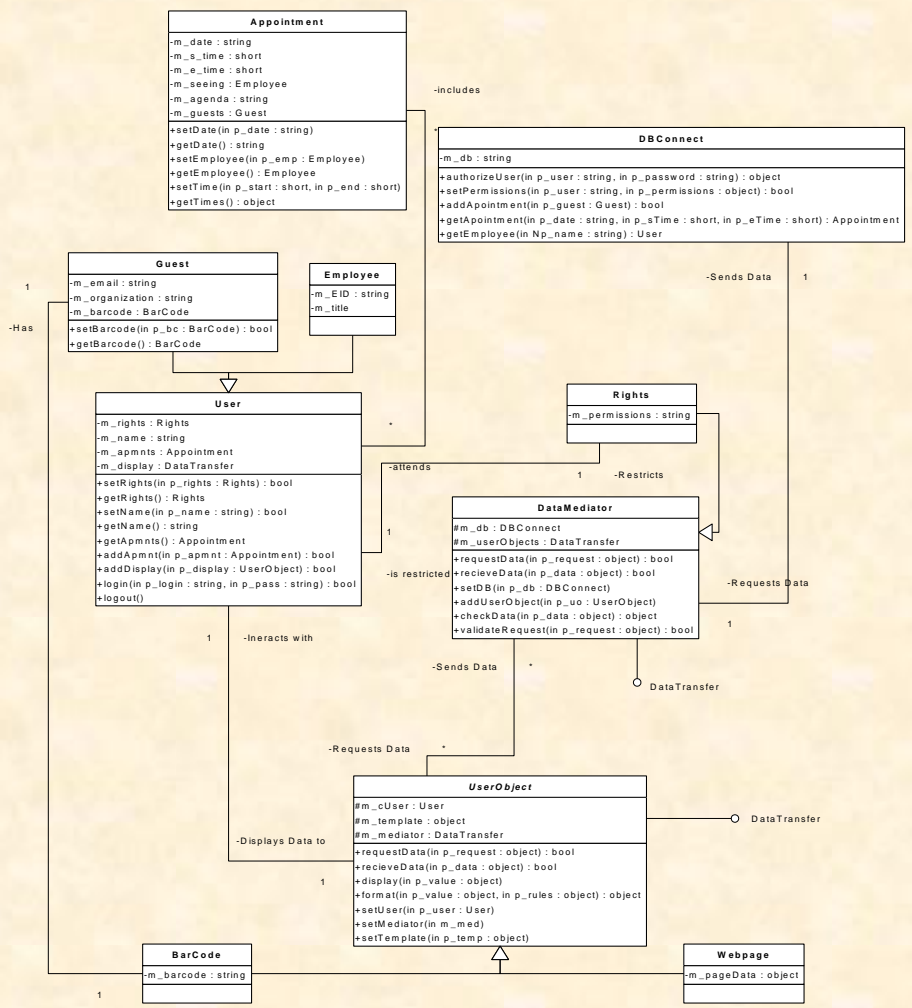 Appointment
-m_date : string
-m_s_time : short
-m_e_time : short
-m_seeing : Employee
-m_agenda : string
-m_guests : Guest
+setDate(in p_date : string)
+getDate() : string
+setEmployee(in p_emp : Employee)
+getEmployee() : Employee
+setTime(in p_start : short, in p_end : short)
+getTimes() : object
-includes
*
DBConnect
-m_db : string
+authorizeUser(in p_user : string, in p_password : string) : object
+setPermissions(in p_user : string, in p_permissions : object) : bool
+addApointment(in p_guest : Guest) : bool
+getApointment(in p_date : string, in p_sTime : short, in p_eTime : short) : Appointment
+getEmployee(in Np_name : string) : User
-Sends Data
1
Guest
-m_email : string
-m_organization : string
-m_barcode : BarCode
+setBarcode(in p_bc : BarCode) : bool
+getBarcode() : BarCode
1
-Has
Employee
-m_EID : string
-m_title
User
-m_rights : Rights
-m_name : string
-m_apmnts : Appointment
-m_display : DataTransfer
+setRights(in p_rights : Rights) : bool
+getRights() : Rights
+setName(in p_name : string) : bool
+getName() : string
+getApmnts() : Appointment
+addApmnt(in p_apmnt : Appointment) : bool
+addDisplay(in p_display : UserObject) : bool
+login(in p_login : string, in p_pass : string) : bool
+logout()
*
-attends
Rights
-m_permissions : string
1
-Restricts
1
-is restricted
DataMediator
#m_db : DBConnect
#m_userObjects : DataTransfer
+requestData(in p_request : object) : bool
+recieveData(in p_data : object) : bool
+setDB(in p_db : DBConnect)
+addUserObject(in p_uo : UserObject)
+checkData(in p_data : object) : object
+validateRequest(in p_request : object) : bool
-Requests Data
1
1
-Ineracts with
-Sends Data
*
DataTransfer
-Requests Data
*
UserObject
#m_cUser : User
#m_template : object
#m_mediator : DataTransfer
+requestData(in p_request : object) : bool
+recieveData(in p_data : object) : bool
+display(in p_value : object)
+format(in p_value : object, in p_rules : object) : object
+setUser(in p_user : User)
+setMediator(in m_med)
+setTemplate(in p_temp : object)
DataTransfer
-Displays Data to
1
BarCode
-m_barcode : string
1
Webpage
-m_pageData : object